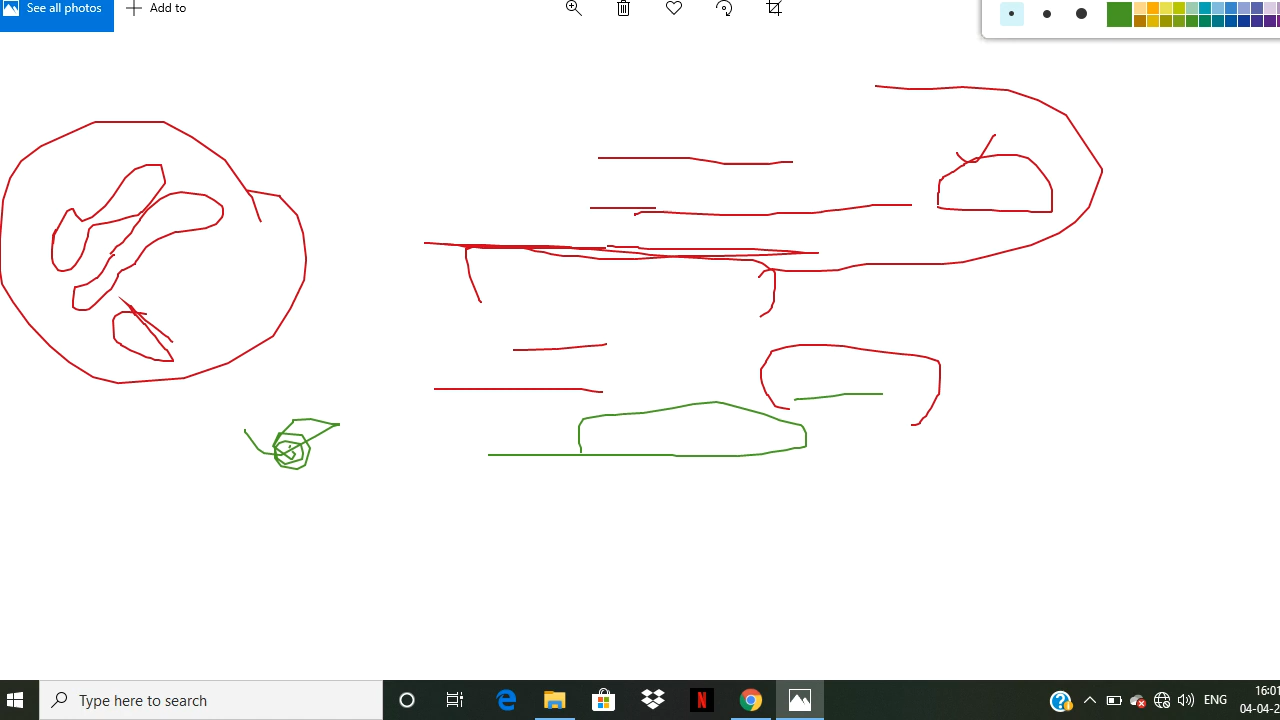 See all photos
Add to
Type here to search
ENG
16:01
04-04-2